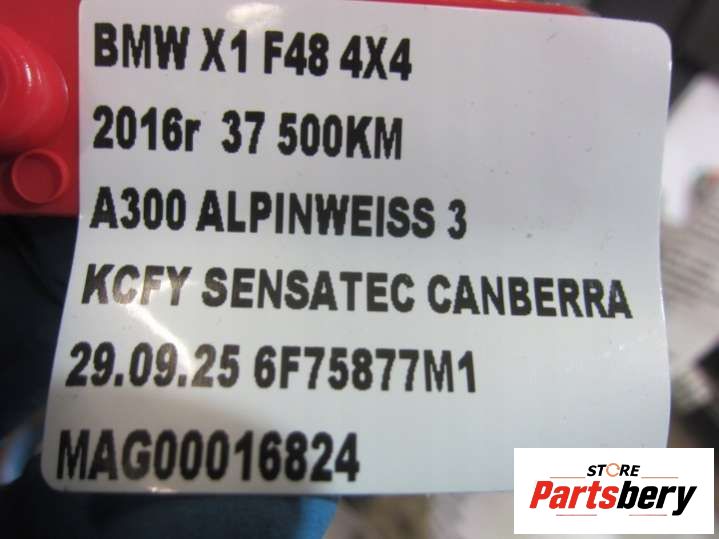 BMW X1 F48 4X4
2016r 37 500KM
A300 ALPINWEISS 3
KCFY SENSATEC CANBERRA
29.09.25 6F75877M1
MAG00016824
STORE
Partsbery